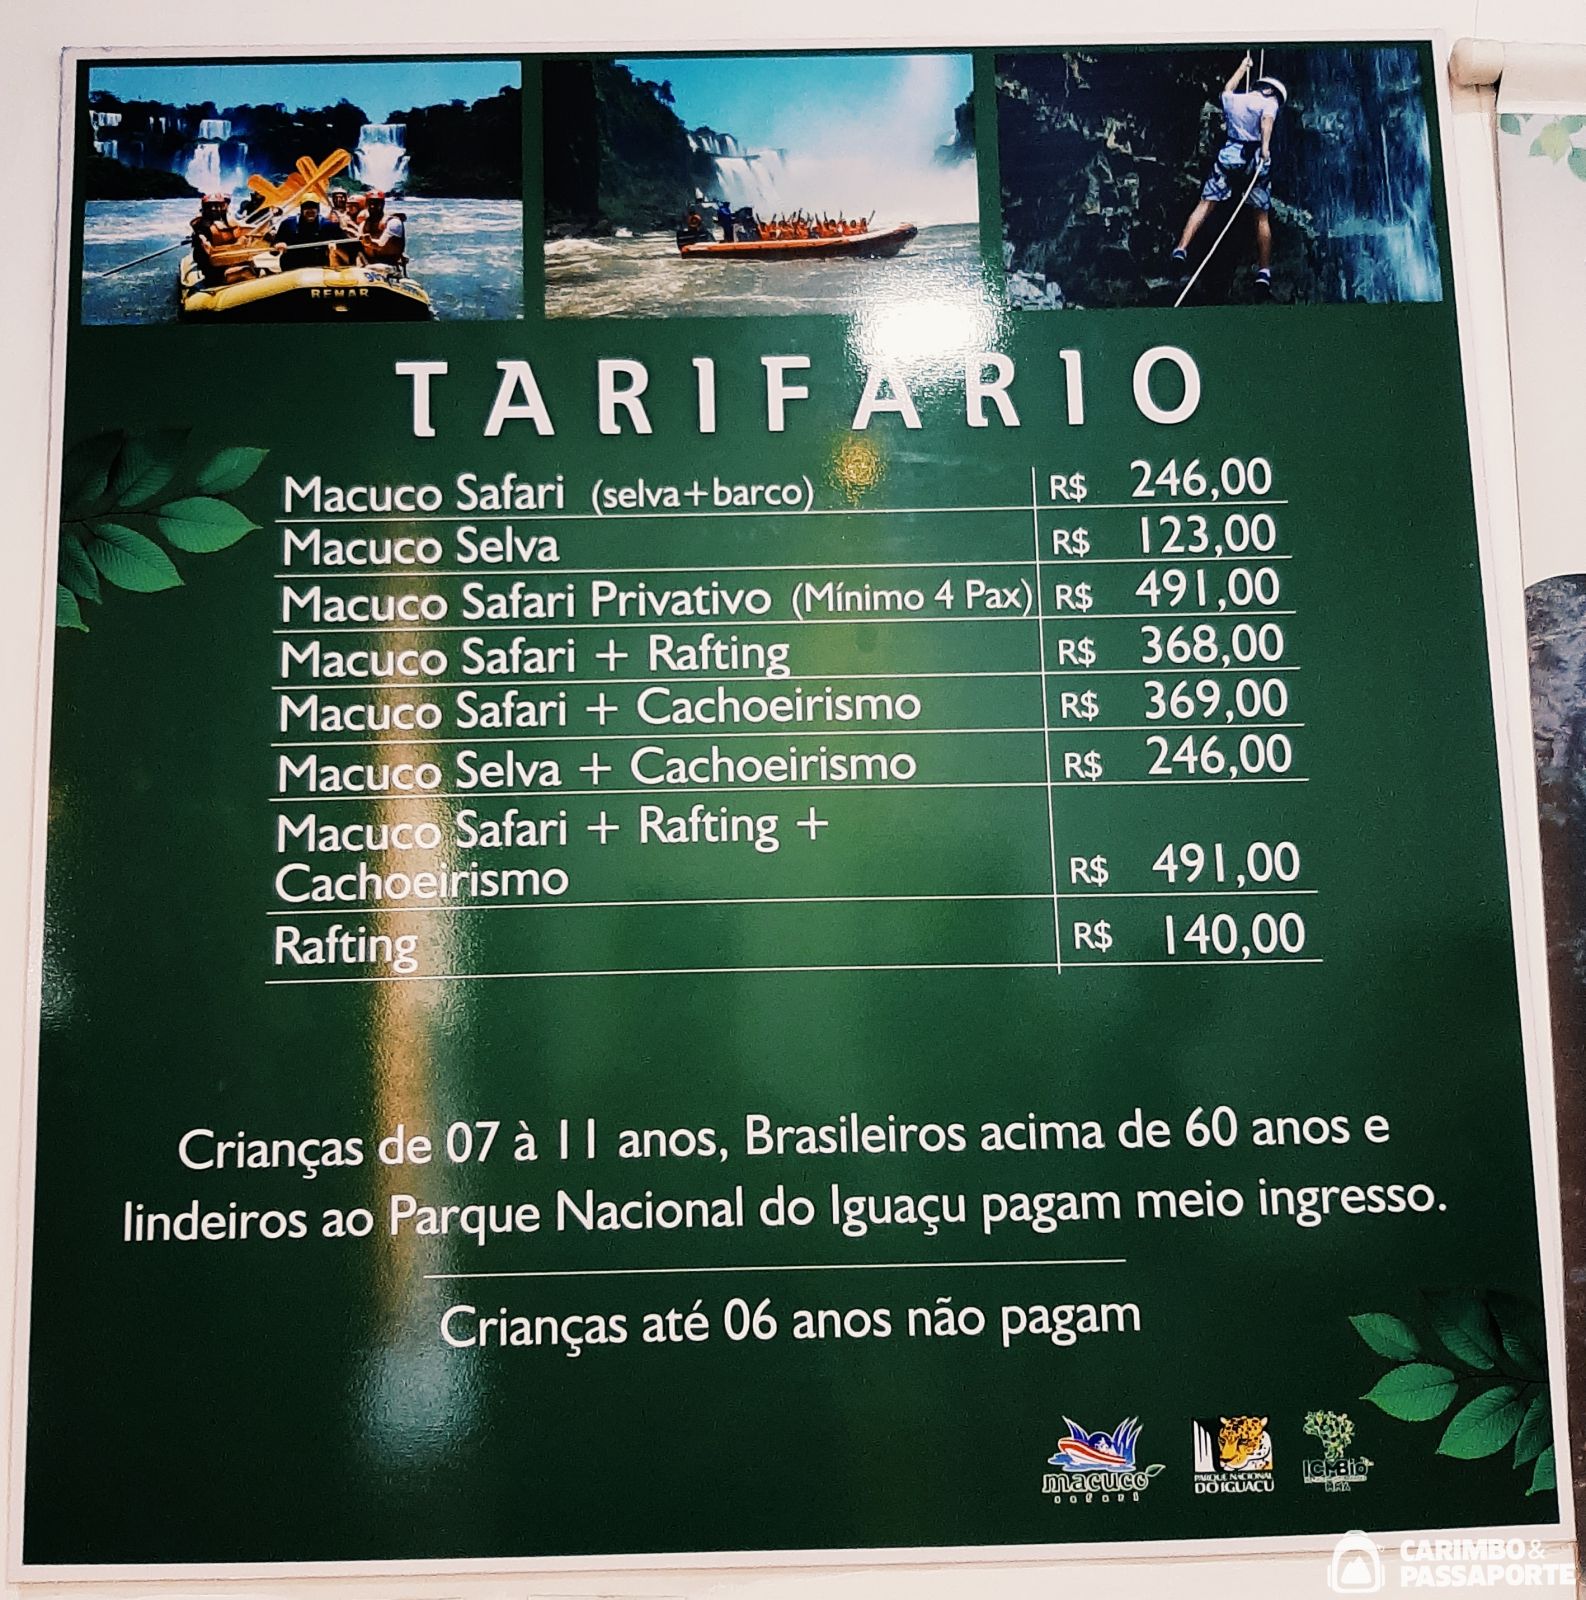 REMAR
TARIFARIO
Macuco Safari (selva+barco) R$ 246,00
Macuco Selva R$ 123,00
Macuco Safari Privativo (Mínimo 4 Pax) R$ 491,00
Macuco Safari + Rafting R$ 368,00
Macuco Safari + Cachoeirismo R$ 369,00
Macuco Selva + Cachoeirismo R$ 246,00
Macuco Safari + Rafting +
Cachoeirismo R$ 491,00
Rafting R$ 140,00
Crianças de 07 à 11 anos, Brasileiros acima de 60 anos e
lindeiros ao Parque Nacional do Iguaçu pagam meio ingresso.
Crianças até 06 anos não pagam
macuco
safari
PARQUE NACIONAL
DO IGUAÇU
ICMBio
MMA
CARIMBO&
PASSAPORTE